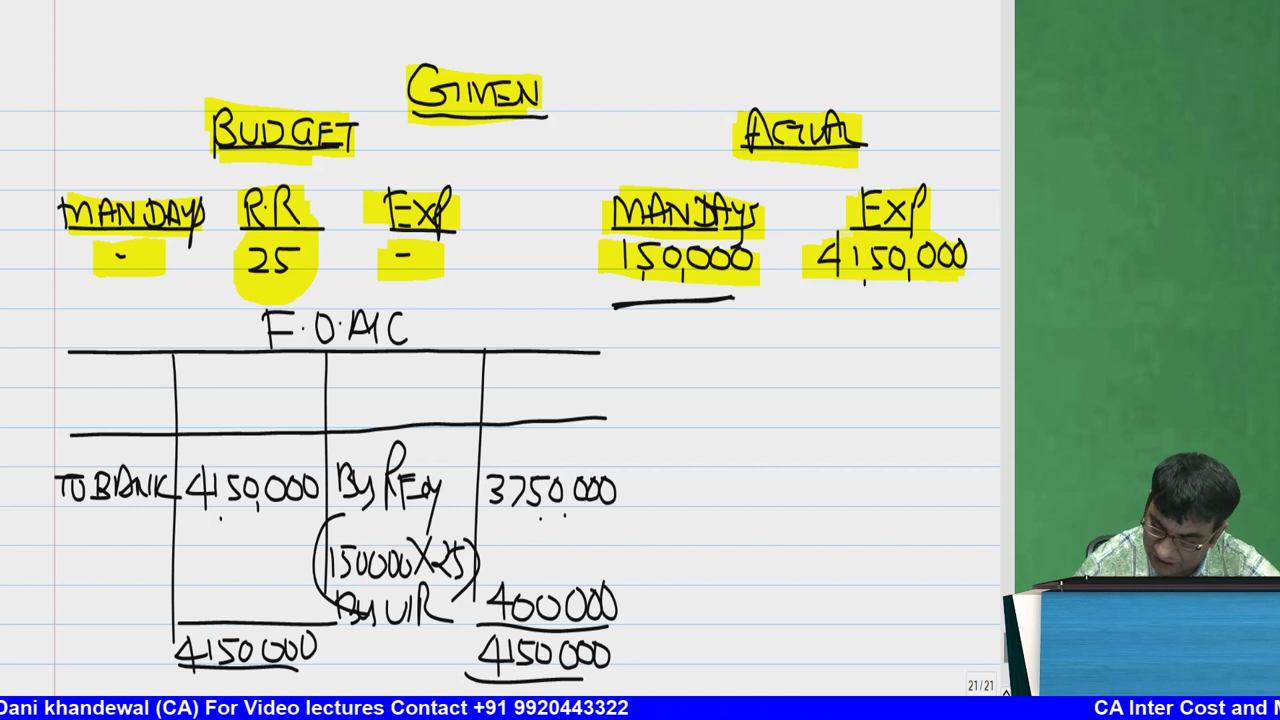 GIVEN
BUDGET ACTUAL
MANDAYS R.R EXP MANDAYS EXP
- 25 - 150,000 4150,000
F.O.A/C
TO BANK 4150,000 By RFOy 3750,000
(150000X25)
By U/R 400000
4150000 4150000
21/21
Dani khandewal (CA) For Video lectures Contact +91 9920443322 CA Inter Cost and M